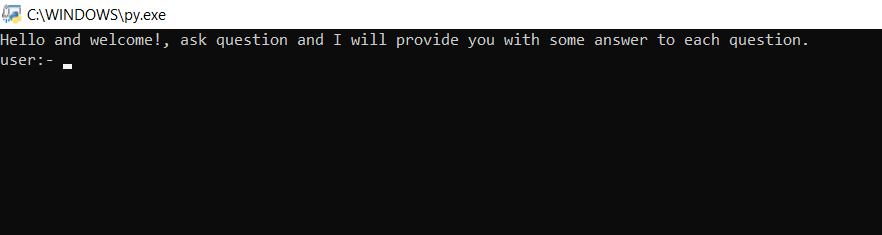 C:\WINDOWS\py.exe
Hello and welcome!, ask question and I will provide you with some answer to each question.
user:-